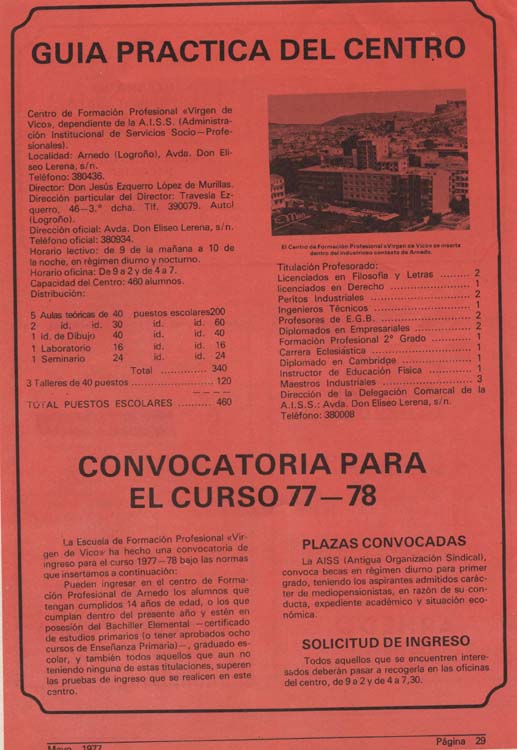 GUIA PRACTICA DEL CENTRO
Centro de Formación Profesional «Virgen de
Vico», dependiente de la A.I.S.S. (Administra-
ción Institucional de Servicios Socio—Profe-
sionales).
Localidad: Arnedo (Logroño), Avda. Don Eli-
seo Lerena, s/n.
Teléfono: 380436.
Director: Don Jesús Ezquerro López de Murillas.
Dirección particular del Director: Travesía Ez-
querro, 46—3.º dcha. Tlf. 390079. Autol
(Logroño).
Dirección oficial: Avda. Don Eliseo Lerena, s/n.
Teléfono oficial: 380934.
Horario lectivo: de 9 de la mañana a 10 de
la noche, en régimen diurno y nocturno.
Horario oficina: De 9 a 2 y de 4 a 7.
Capacidad del Centro: 460 alumnos.
Distribución:
5 Aulas teóricas de 40 puestos escolares200
2 id. id. 30 id. id. 60
1 id. de Dibujo 40 id. id. 40
1 Laboratorio 16 id. id. 16
1 Seminario 24 id. id. 24
Total .............. 340
3 Talleres de 40 puestos ............... 120
— — — —
TOTAL PUESTOS ESCOLARES ............ 460
El Centro de Formación Profesional «Virgen de Vico» se inserta
dentro del industrioso contexto de Arnedo.
Titulación Profesorado:
Licenciados en Filosofía y Letras ......... 2
licenciados en Derecho ................... 1
Peritos Industriales ....................... 2
Ingenieros Técnicos ...................... 1
Profesores de E.G.B. ..................... 2
Diplomados en Empresariales ............ 2
Formación Profesional 2º Grado ......... 1
Carrera Eclesiástica ....................... 1
Diplomado en Cambridge ................ 1
Instructor de Educación Física ........... 1
Maestros Industriales ..................... 3
Dirección de la Delegación Comarcal de la
A.I.S.S.: Avda. Don Eliseo Lerena, s/n.
Teléfono: 380008
CONVOCATORIA PARA
EL CURSO 77—78
La Escuela de Formación Profesional «Vir-
gen de Vico» ha hecho una convocatoria de
ingreso para el curso 1977—78 bajo las normas
que insertamos a continuación:
Pueden ingresar en el centro de Forma-
ción Profesional de Arnedo los alumnos que
tengan cumplidos 14 años de edad, o los que
cumplan dentro del presente año y estén en
posesión del Bachiller Elemental —certificado
de estudios primarios (o tener aprobados ocho
cursos de Enseñanza Primaria)—, graduado es-
colar, y también todos aquellos que aun no
teniendo ninguna de estas titulaciones, superen
las pruebas de ingreso que se realicen en este
centro.
PLAZAS CONVOCADAS
La AISS (Antigua Organización Sindical),
convoca becas en régimen diurno para primer
grado, teniendo los aspirantes admitidos carác-
ter de mediopensionistas, en razón de su con-
ducta, expediente académico y situación eco-
nómica.
SOLICITUD DE INGRESO
Todos aquellos que se encuentren intere-
sados deberán pasar a recogerla en las oficinas
del centro, de 9 a 2 y de 4 a 7,30.
Mayo 1977
Página 29